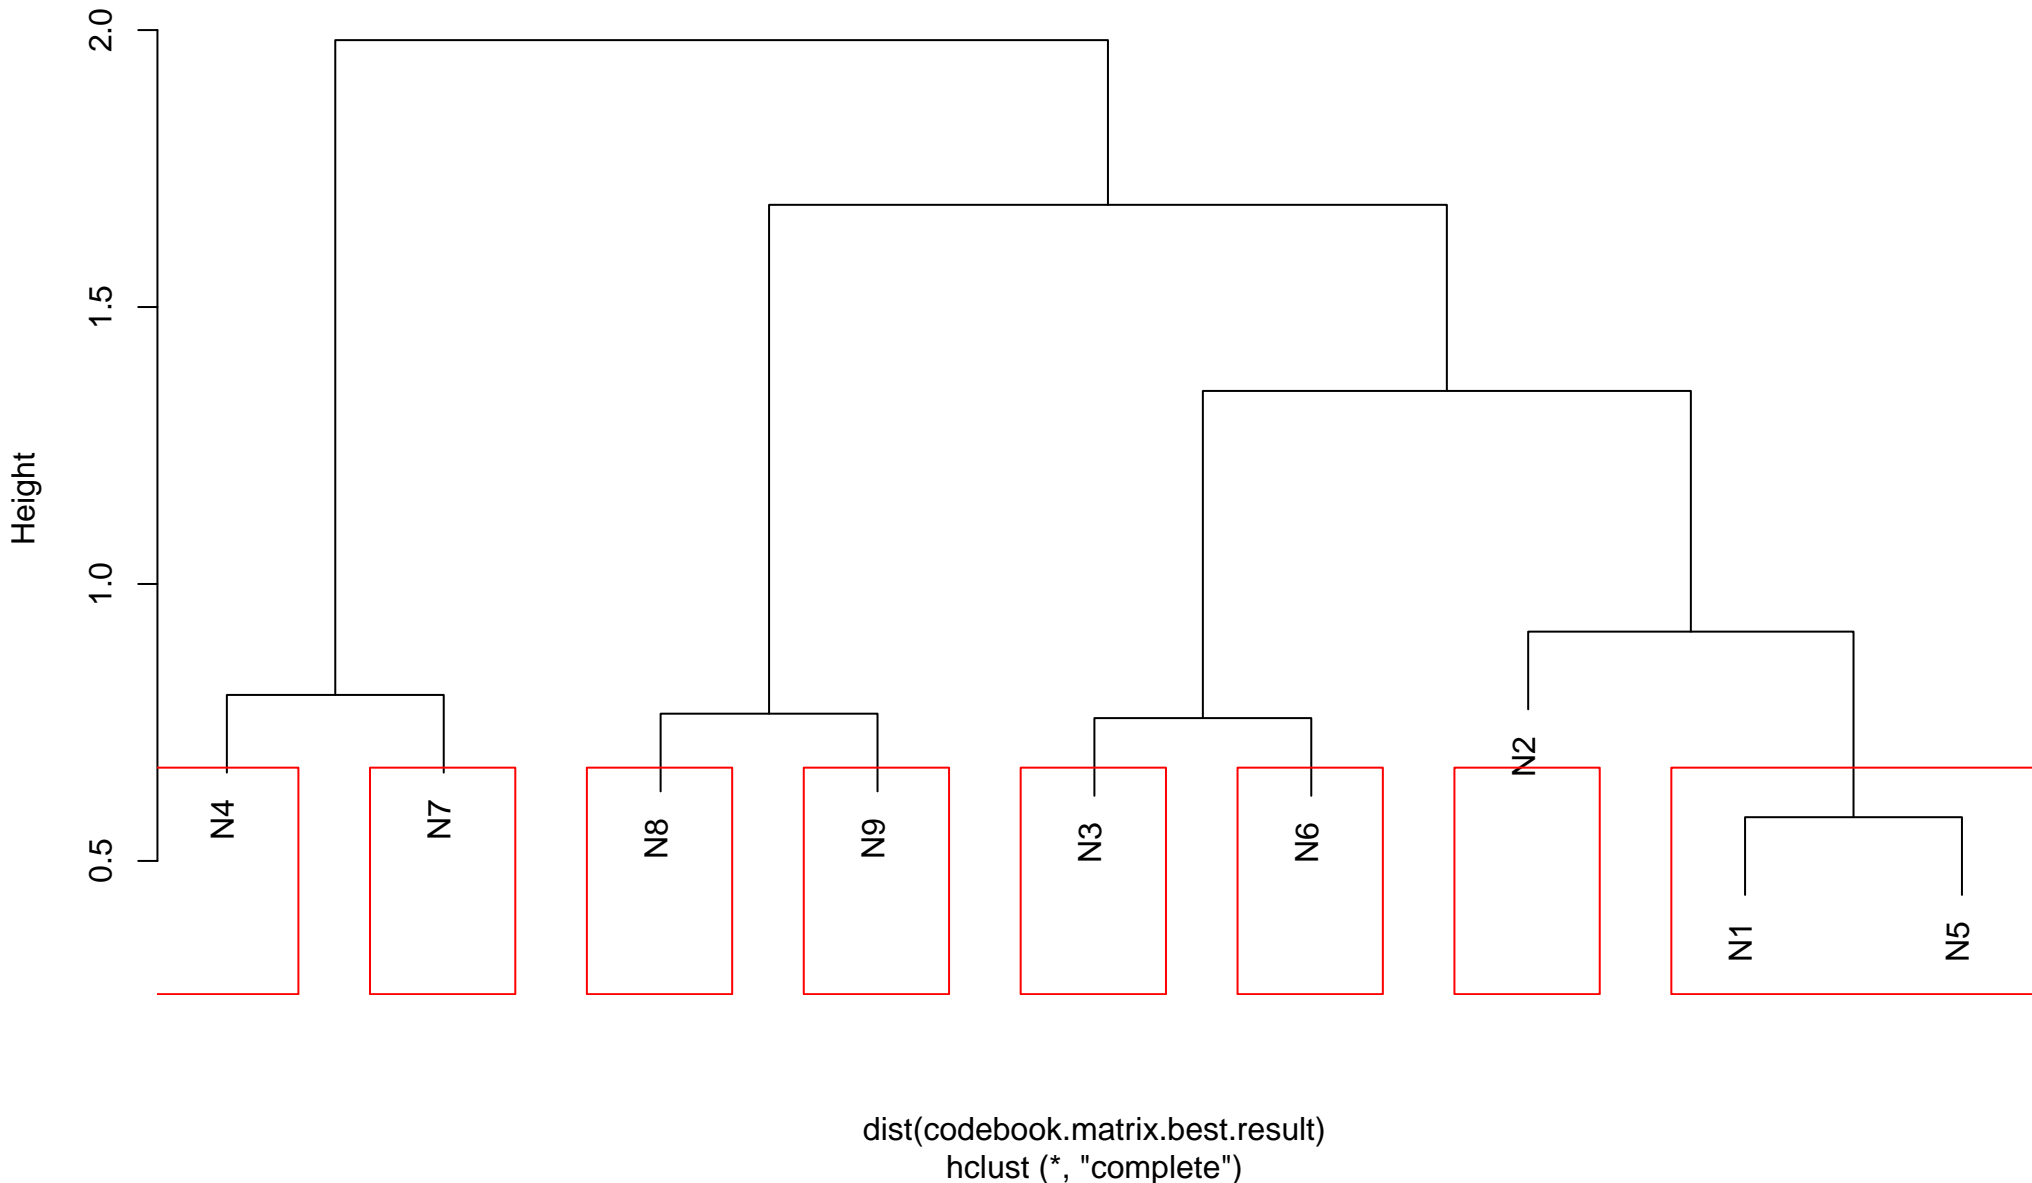 2.0
1.5
1.0
0.5
Height
N4
N7
N8
N9
N3
N6
N2
N1
N5
dist(codebook.matrix.best.result)
hclust (*, "complete")